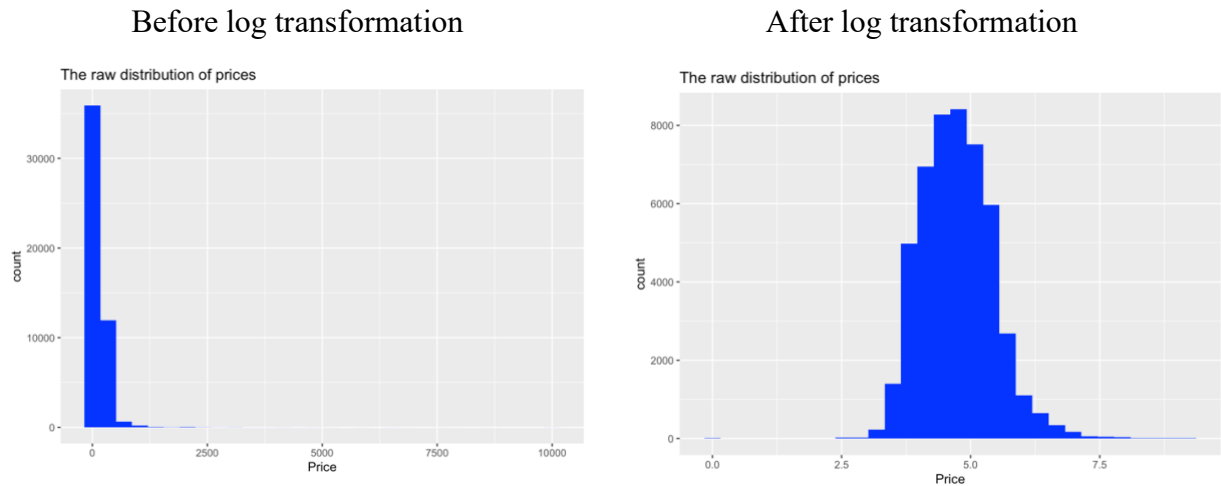 Before log transformation
After log transformation
The raw distribution of prices
30000
20000
10000
0
count
0
2500
5000
7500
10000
Price
The raw distribution of prices
8000
6000
4000
2000
0
count
0.0
2.5
5.0
7.5
Price